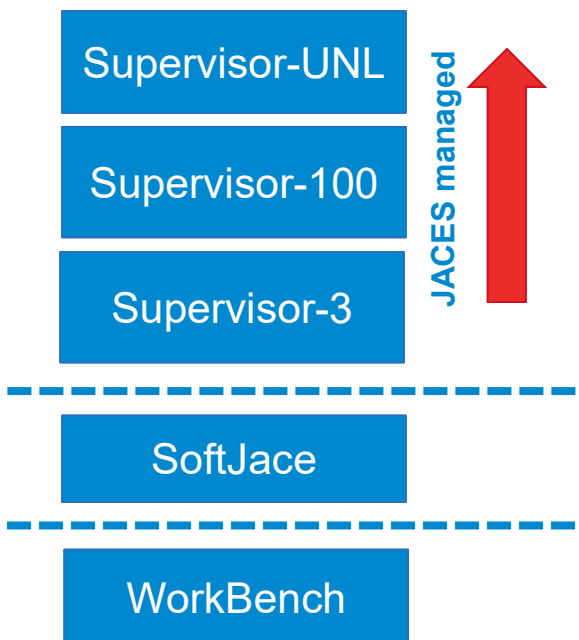 Supervisor-UNL
Supervisor-100
Supervisor-3
JACES managed
SoftJace
WorkBench